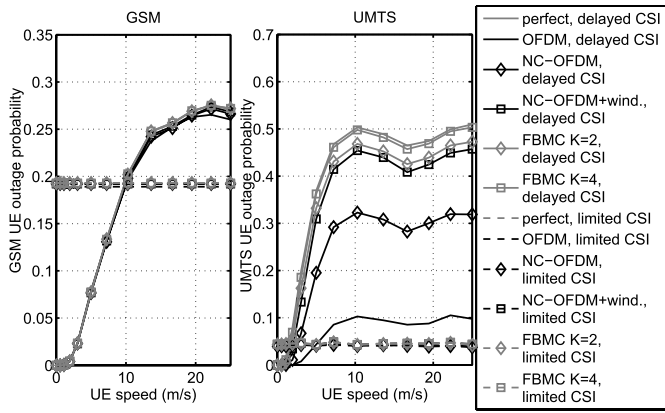 GSM
0.35
0.3
0.25
0.2
0.15
0.1
0.05
0
0
10
20
GSM UE outage probability
UE speed (m/s)
UMTS
0.7
0.6
0.5
0.4
0.3
0.2
0.1
0
0
10
20
UMTS UE outage probability
UE speed (m/s)
perfect, delayed CSI
OFDM, delayed CSI
NC−OFDM,
delayed CSI
NC−OFDM+wind.,
delayed CSI
FBMC K=2,
delayed CSI
FBMC K=4,
delayed CSI
perfect, limited CSI
OFDM, limited CSI
NC−OFDM,
limited CSI
NC−OFDM+wind.,
limited CSI
FBMC K=2,
limited CSI
FBMC K=4,
limited CSI